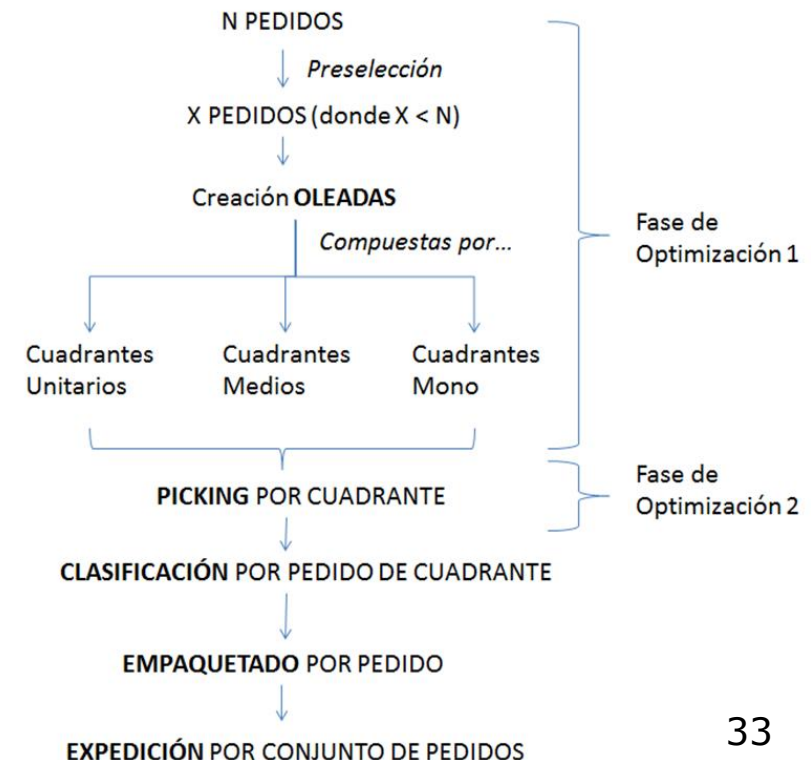 N PEDIDOS
Preselección
X PEDIDOS (donde X < N)
Creación OLEADAS
Compuestas por...
Fase de
Optimización 1
Cuadrantes
Unitarios
Cuadrantes
Medios
Cuadrantes
Mono
PICKING POR CUADRANTE
Fase de
Optimización 2
CLASIFICACIÓN POR PEDIDO DE CUADRANTE
EMPAQUETADO POR PEDIDO
EXPEDICIÓN POR CONJUNTO DE PEDIDOS
33